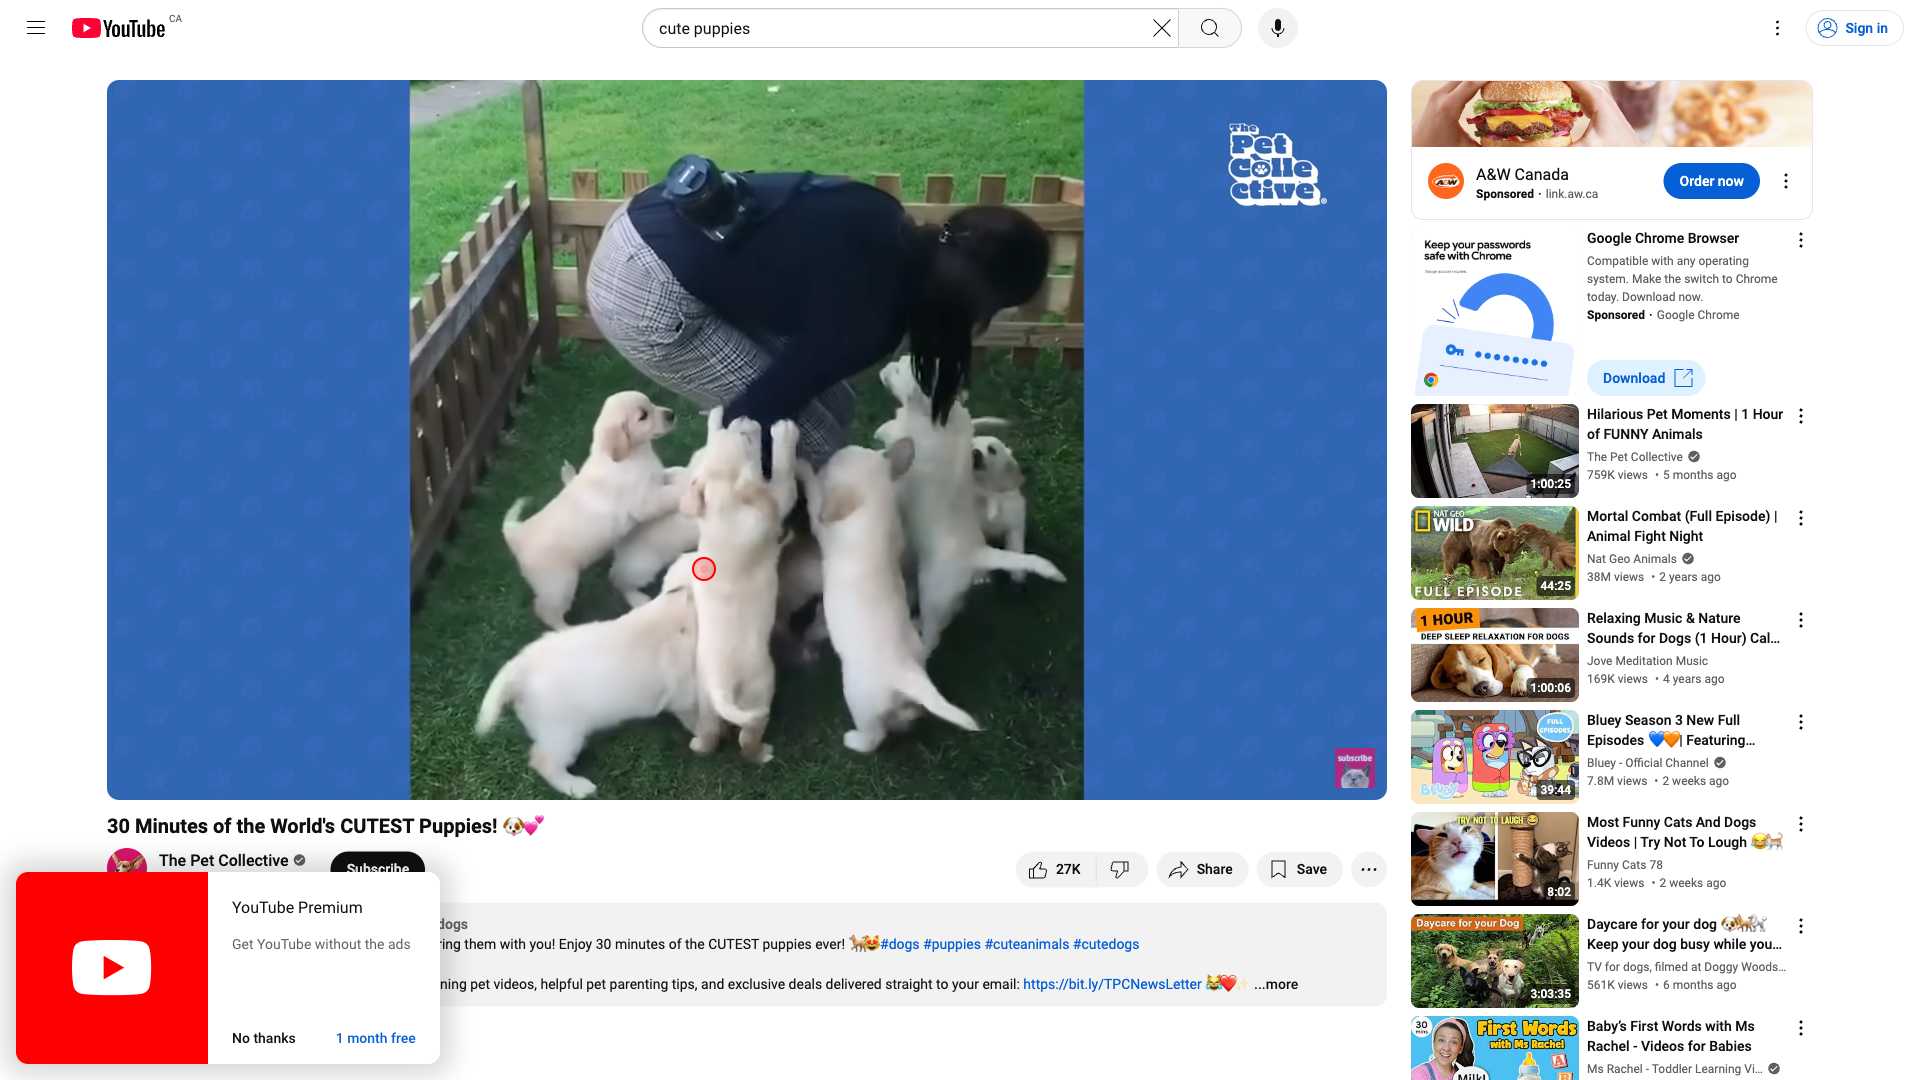 YouTube CA
cute puppies
Sign in
The
Pet
Colle
ctive®
subscribe
30 Minutes of the World's CUTEST Puppies! 🐶💕
The Pet Collective
Subscribe
27K
Share
Save
dogs
ring them with you! Enjoy 30 minutes of the CUTEST puppies ever! 🐕😻#dogs #puppies #cuteanimals #cutedogs
ning pet videos, helpful pet parenting tips, and exclusive deals delivered straight to your email: https://bit.ly/TPCNewsLetter 😹❤️✨ ...more
YouTube Premium
Get YouTube without the ads
No thanks
1 month free
A&W
A&W Canada
Sponsored · link.aw.ca
Order now
Keep your passwords
safe with Chrome
Google Chrome Browser
Compatible with any operating
system. Make the switch to Chrome
today. Download now.
Sponsored · Google Chrome
Download
1:00:25
Hilarious Pet Moments | 1 Hour
of FUNNY Animals
The Pet Collective
759K views • 5 months ago
NAT GEO
WILD
FULL EPISODE
44:25
Mortal Combat (Full Episode) |
Animal Fight Night
Nat Geo Animals
38M views • 2 years ago
1 HOUR
DEEP SLEEP RELAXATION FOR DOGS
1:00:06
Relaxing Music & Nature
Sounds for Dogs (1 Hour) Cal...
Jove Meditation Music
169K views • 4 years ago
FULL
EPISODES
BLUEY
39:44
Bluey Season 3 New Full
Episodes 💙🧡| Featuring...
Bluey - Official Channel
7.8M views • 2 weeks ago
TRY NOT TO LAUGH 😂
8:02
Most Funny Cats And Dogs
Videos | Try Not To Lough 😂🐈
Funny Cats 78
1.4K views • 2 weeks ago
Daycare for your Dog
3:03:35
Daycare for your dog 🐶🐕🐩
Keep your dog busy while you...
TV for dogs, filmed at Doggy Woods...
561K views • 6 months ago
30
mins
First Words
with Ms Rachel
Milk!
A
B
Baby's First Words with Ms
Rachel - Videos for Babies
Ms Rachel - Toddler Learning Vi...